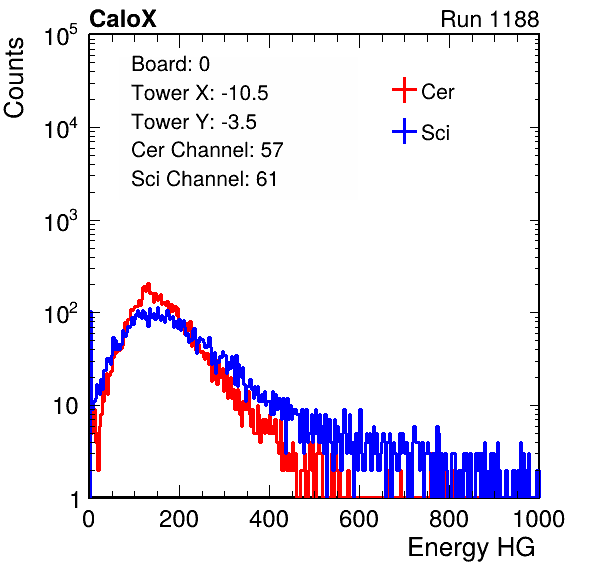 CaloX Run 1188
Counts
10^5
10^4
10^3
10^2
10
1
Board: 0
Tower X: -10.5
Tower Y: -3.5
Cer Channel: 57
Sci Channel: 61
Cer
Sci
0 200 400 600 800 1000
Energy HG